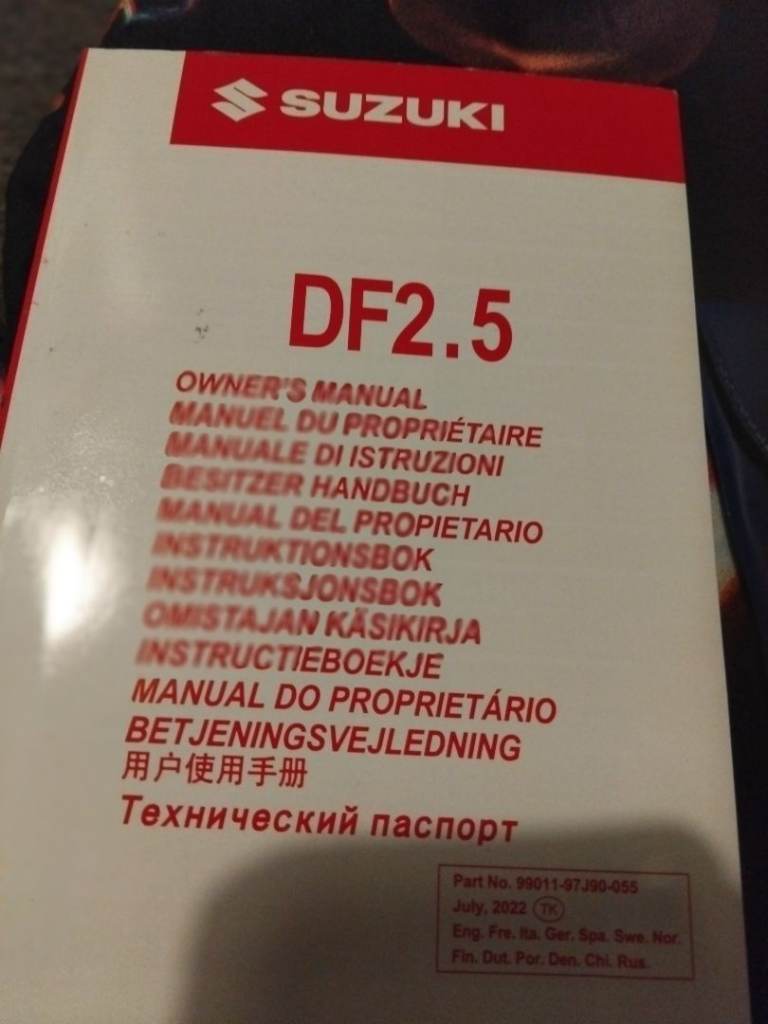 SUZUKI
DF2.5
OWNER'S MANUAL
MANUEL DU PROPRIÉTAIRE
MANUALE DI ISTRUZIONI
BESITZER HANDBUCH
MANUAL DEL PROPIETARIO
INSTRUKTIONSBOK
INSTRUKSJONSBOK
OMISTAJAN KÄSIKIRJA
INSTRUCTIEBOEKJE
MANUAL DO PROPRIETÁRIO
BETJENINGSVEJLEDNING
用户使用手册
Технический паспорт
Part No. 99011-97J90-055
July, 2022 TK
Eng. Fre. Ita. Ger. Spa. Swe. Nor.
Fin. Dut. Por. Den. Chi. Rus.